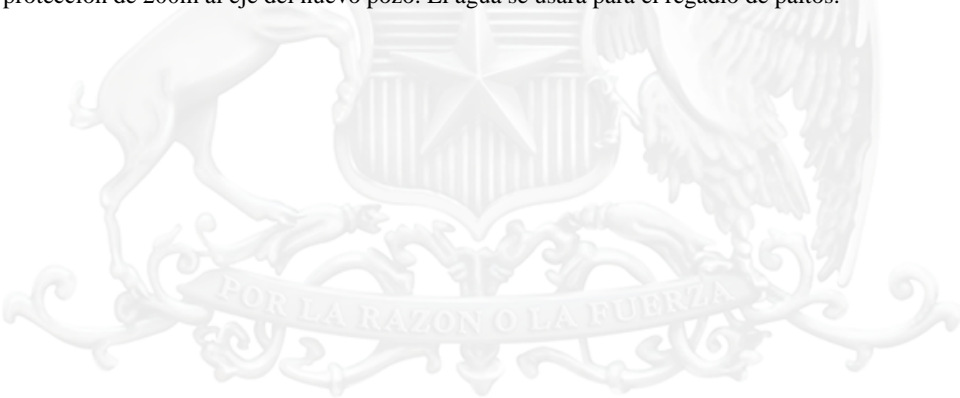 protección de 200m al eje del nuevo pozo. El agua se usará para el regadío de paltos.
POR LA RAZON O LA FUERZA